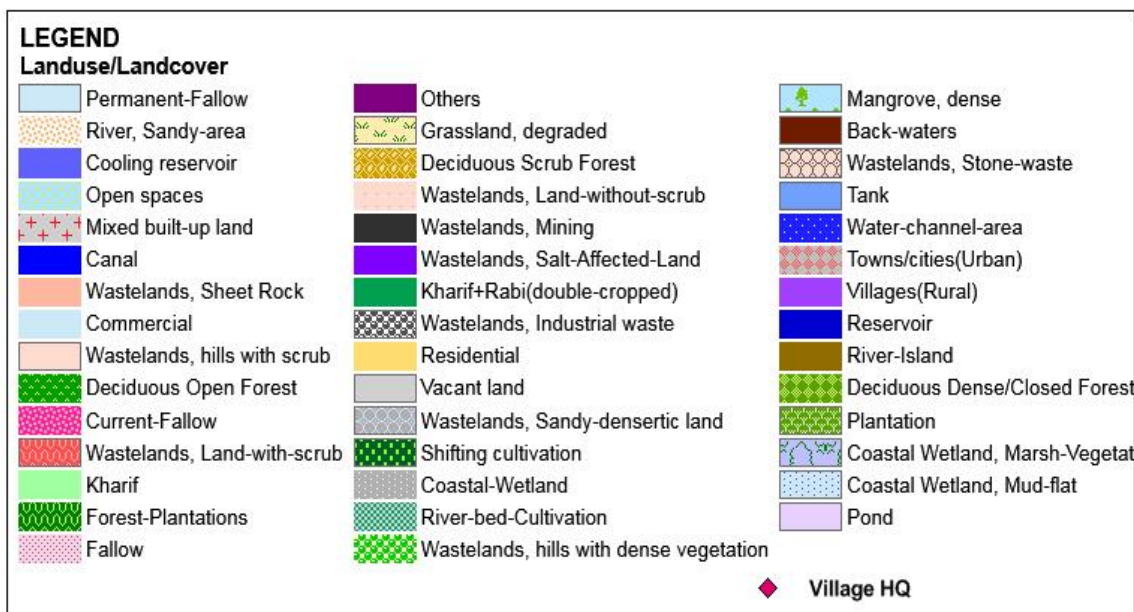 LEGEND
Landuse/Landcover
Permanent-Fallow
River, Sandy-area
Cooling reservoir
Open spaces
Mixed built-up land
Canal
Wastelands, Sheet Rock
Commercial
Wastelands, hills with scrub
Deciduous Open Forest
Current-Fallow
Wastelands, Land-with-scrub
Kharif
Forest-Plantations
Fallow
Others
Grassland, degraded
Deciduous Scrub Forest
Wastelands, Land-without-scrub
Wastelands, Mining
Wastelands, Salt-Affected-Land
Kharif+Rabi(double-cropped)
Wastelands, Industrial waste
Residential
Vacant land
Wastelands, Sandy-densertic land
Shifting cultivation
Coastal-Wetland
River-bed-Cultivation
Wastelands, hills with dense vegetation
Mangrove, dense
Back-waters
Wastelands, Stone-waste
Tank
Water-channel-area
Towns/cities(Urban)
Villages(Rural)
Reservoir
River-Island
Deciduous Dense/Closed Forest
Plantation
Coastal Wetland, Marsh-Vegetat
Coastal Wetland, Mud-flat
Pond
Village HQ